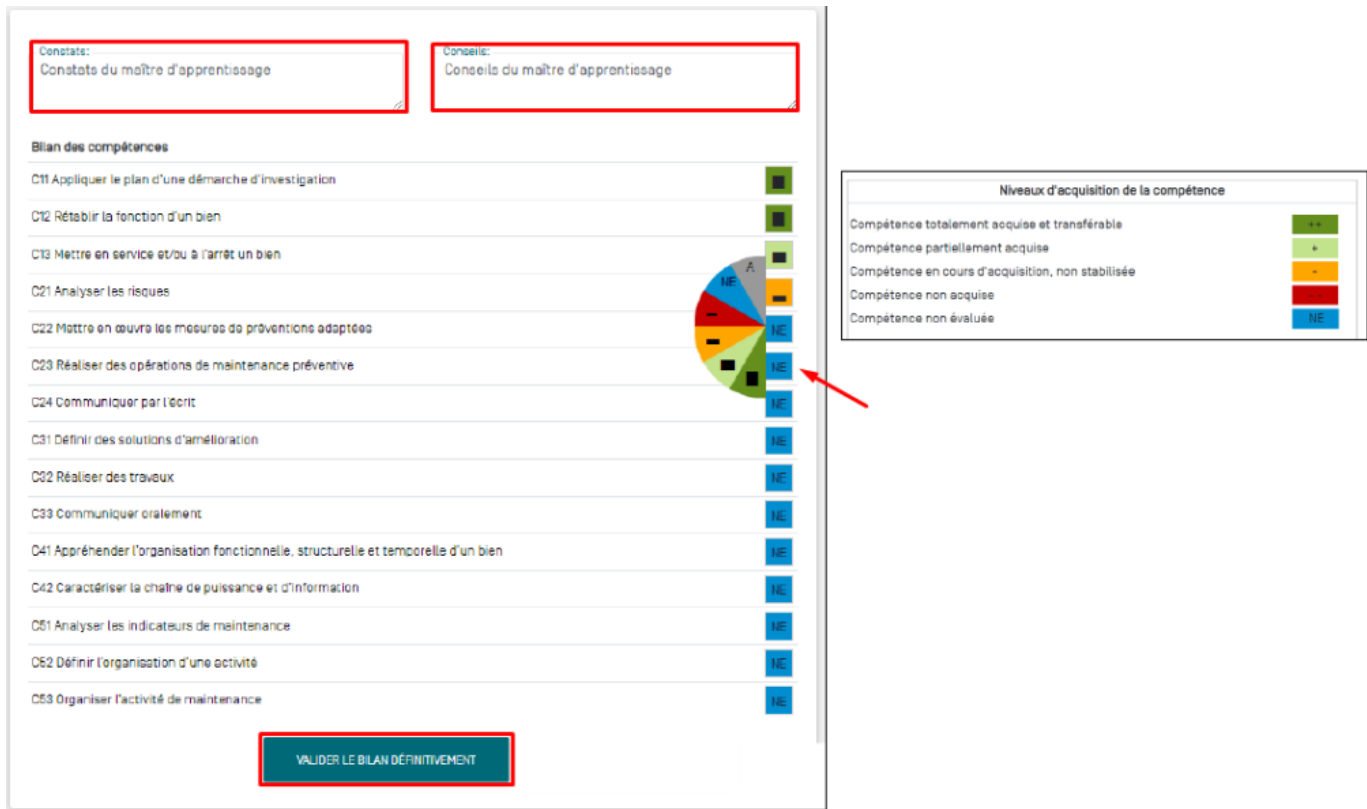 Constats:
Constats du maître d'apprentissage
Conseils:
Conseils du maître d'apprentissage
Bilan des compétences
C11 Appliquer le plan d'une démarche d'investigation
C12 Rétablir la fonction d'un bien
C13 Mettre en service et/ou à l'arrêt un bien
C21 Analyser les risques
C22 Mettre en œuvre les mesures de préventions adaptées NE
C23 Réaliser des opérations de maintenance préventive NE
C24 Communiquer par l'écrit NE
C31 Définir des solutions d'amélioration NE
C32 Réaliser des travaux NE
C33 Communiquer oralement NE
C41 Appréhender l'organisation fonctionnelle, structurelle et temporelle d'un bien NE
C42 Caractériser la chaîne de puissance et d'information NE
C51 Analyser les indicateurs de maintenance NE
C52 Définir l'organisation d'une activité NE
C53 Organiser l'activité de maintenance NE
A
NE
VALIDER LE BILAN DÉFINITIVEMENT
Niveaux d'acquisition de la compétence
Compétence totalement acquise et transférable ++
Compétence partiellement acquise +
Compétence en cours d'acquisition, non stabilisée -
Compétence non acquise --
Compétence non évaluée NE